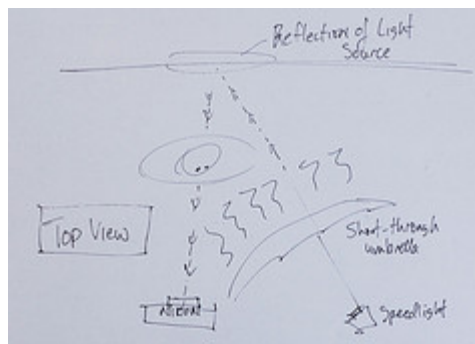 Reflection of Light
Source
Top View
Shoot-through
umbrella
Speedlight